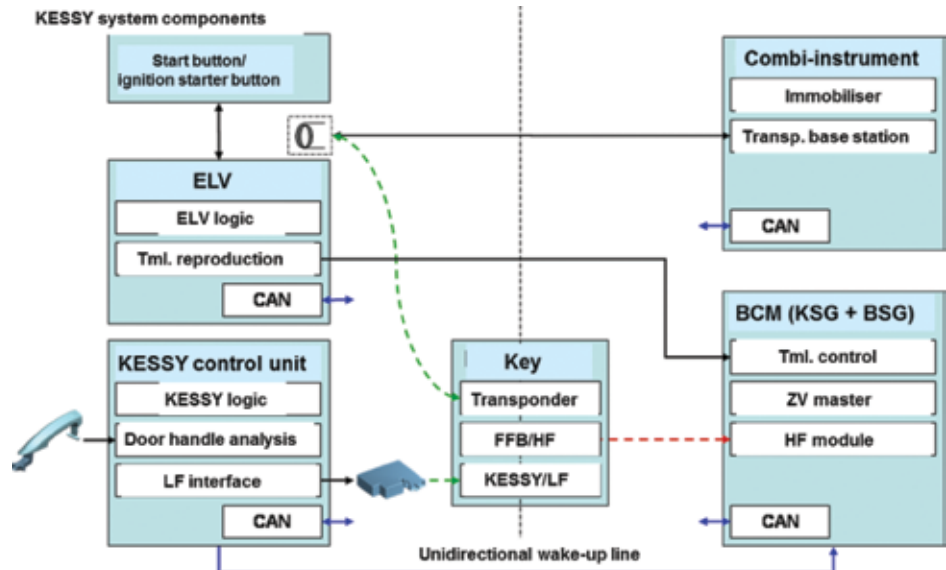 KESSY system components
Start button/
ignition starter button
ELV
ELV logic
Tml. reproduction
CAN
KESSY control unit
KESSY logic
Door handle analysis
LF interface
CAN
Key
Transponder
FFB/HF
KESSY/LF
Combi-instrument
Immobiliser
Transp. base station
CAN
BCM (KSG + BSG)
Tml. control
ZV master
HF module
CAN
Unidirectional wake-up line